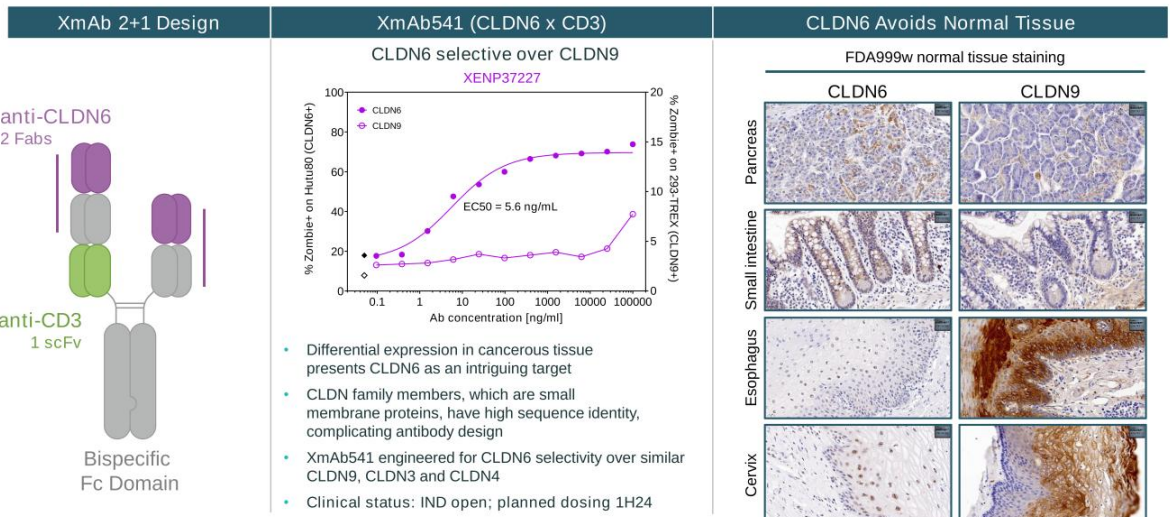 XmAb 2+1 Design
anti-CLDN6
2 Fabs
anti-CD3
1 scFv
Bispecific
Fc Domain
XmAb541 (CLDN6 x CD3)
CLDN6 selective over CLDN9
XENP37227
% Zombie+ on Hutu80 (CLDN6+)
100
80
60
40
20
0
CLDN6
CLDN9
EC50 = 5.6 ng/mL
20
15
10
5
0
% Zombie+ on 293-TREX (CLDN9+)
0.1
1
10
100
1000
10000
100000
Ab concentration [ng/ml]
• Differential expression in cancerous tissue
presents CLDN6 as an intriguing target
• CLDN family members, which are small
membrane proteins, have high sequence identity,
complicating antibody design
• XmAb541 engineered for CLDN6 selectivity over similar
CLDN9, CLDN3 and CLDN4
• Clinical status: IND open; planned dosing 1H24
CLDN6 Avoids Normal Tissue
FDA999w normal tissue staining
CLDN6
CLDN9
Pancreas
Small intestine
Esophagus
Cervix